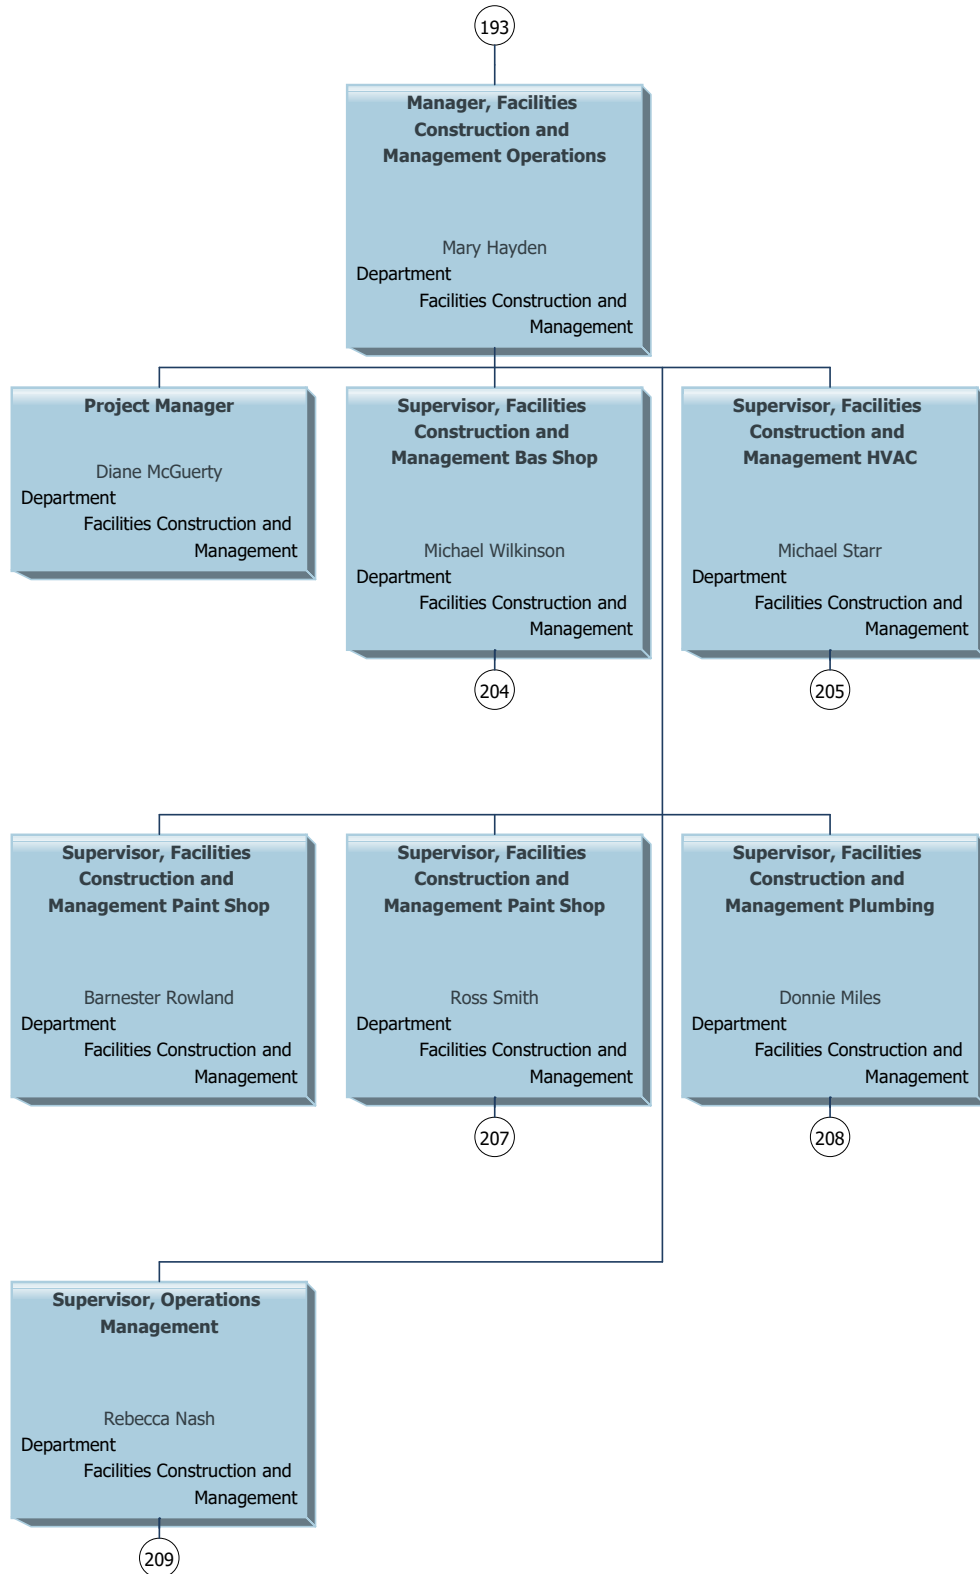 193
Manager, Facilities
Construction and
Management Operations
Mary Hayden
Department
Facilities Construction and
Management
Project Manager
Diane McGuerty
Department
Facilities Construction and
Management
Supervisor, Facilities
Construction and
Management Bas Shop
Michael Wilkinson
Department
Facilities Construction and
Management
204
Supervisor, Facilities
Construction and
Management HVAC
Michael Starr
Department
Facilities Construction and
Management
205
Supervisor, Facilities
Construction and
Management Paint Shop
Barnester Rowland
Department
Facilities Construction and
Management
Supervisor, Facilities
Construction and
Management Paint Shop
Ross Smith
Department
Facilities Construction and
Management
207
Supervisor, Facilities
Construction and
Management Plumbing
Donnie Miles
Department
Facilities Construction and
Management
208
Supervisor, Operations
Management
Rebecca Nash
Department
Facilities Construction and
Management
209